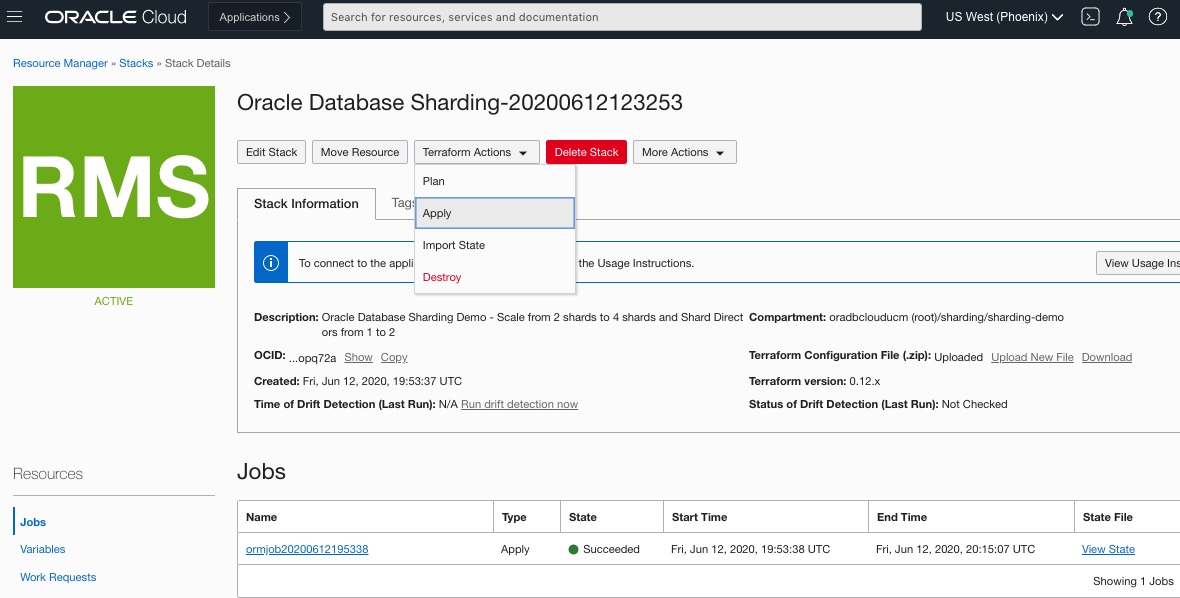 ORACLE Cloud Applications Search for resources, services and documentation US West (Phoenix)
Resource Manager » Stacks » Stack Details
RMS
ACTIVE
Oracle Database Sharding-20200612123253
Edit Stack Move Resource Terraform Actions Delete Stack More Actions
Plan
Apply
Import State
Destroy
Stack Information Tags
To connect to the appli the Usage Instructions. View Usage Ins
Description: Oracle Database Sharding Demo - Scale from 2 shards to 4 shards and Shard Direct
ors from 1 to 2
Compartment: oradbclouducm (root)/sharding/sharding-demo
OCID: ...opq72a Show Copy
Terraform Configuration File (.zip): Uploaded Upload New File Download
Created: Fri, Jun 12, 2020, 19:53:37 UTC
Terraform version: 0.12.x
Time of Drift Detection (Last Run): N/A Run drift detection now
Status of Drift Detection (Last Run): Not Checked
Resources
Jobs
Variables
Work Requests
Jobs
Name Type State Start Time End Time State File
ormjob20200612195338 Apply Succeeded Fri, Jun 12, 2020, 19:53:38 UTC Fri, Jun 12, 2020, 20:15:07 UTC View State
Showing 1 Jobs